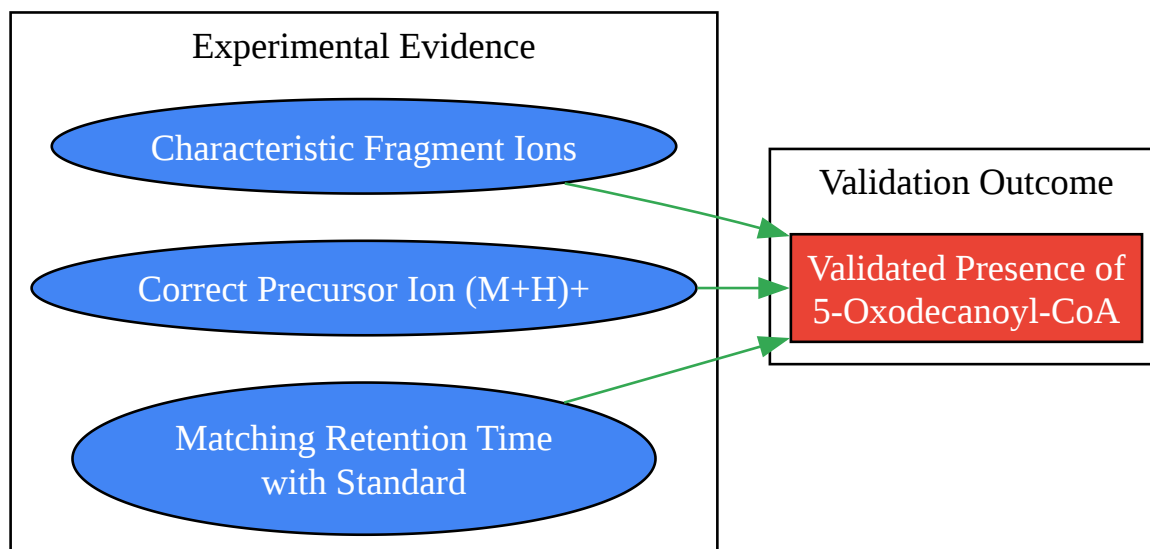 Experimental Evidence
Characteristic Fragment Ions
Correct Precursor Ion (M+H)+
Matching Retention Time
with Standard
Validation Outcome
Validated Presence of
5-Oxodecanoyl-CoA